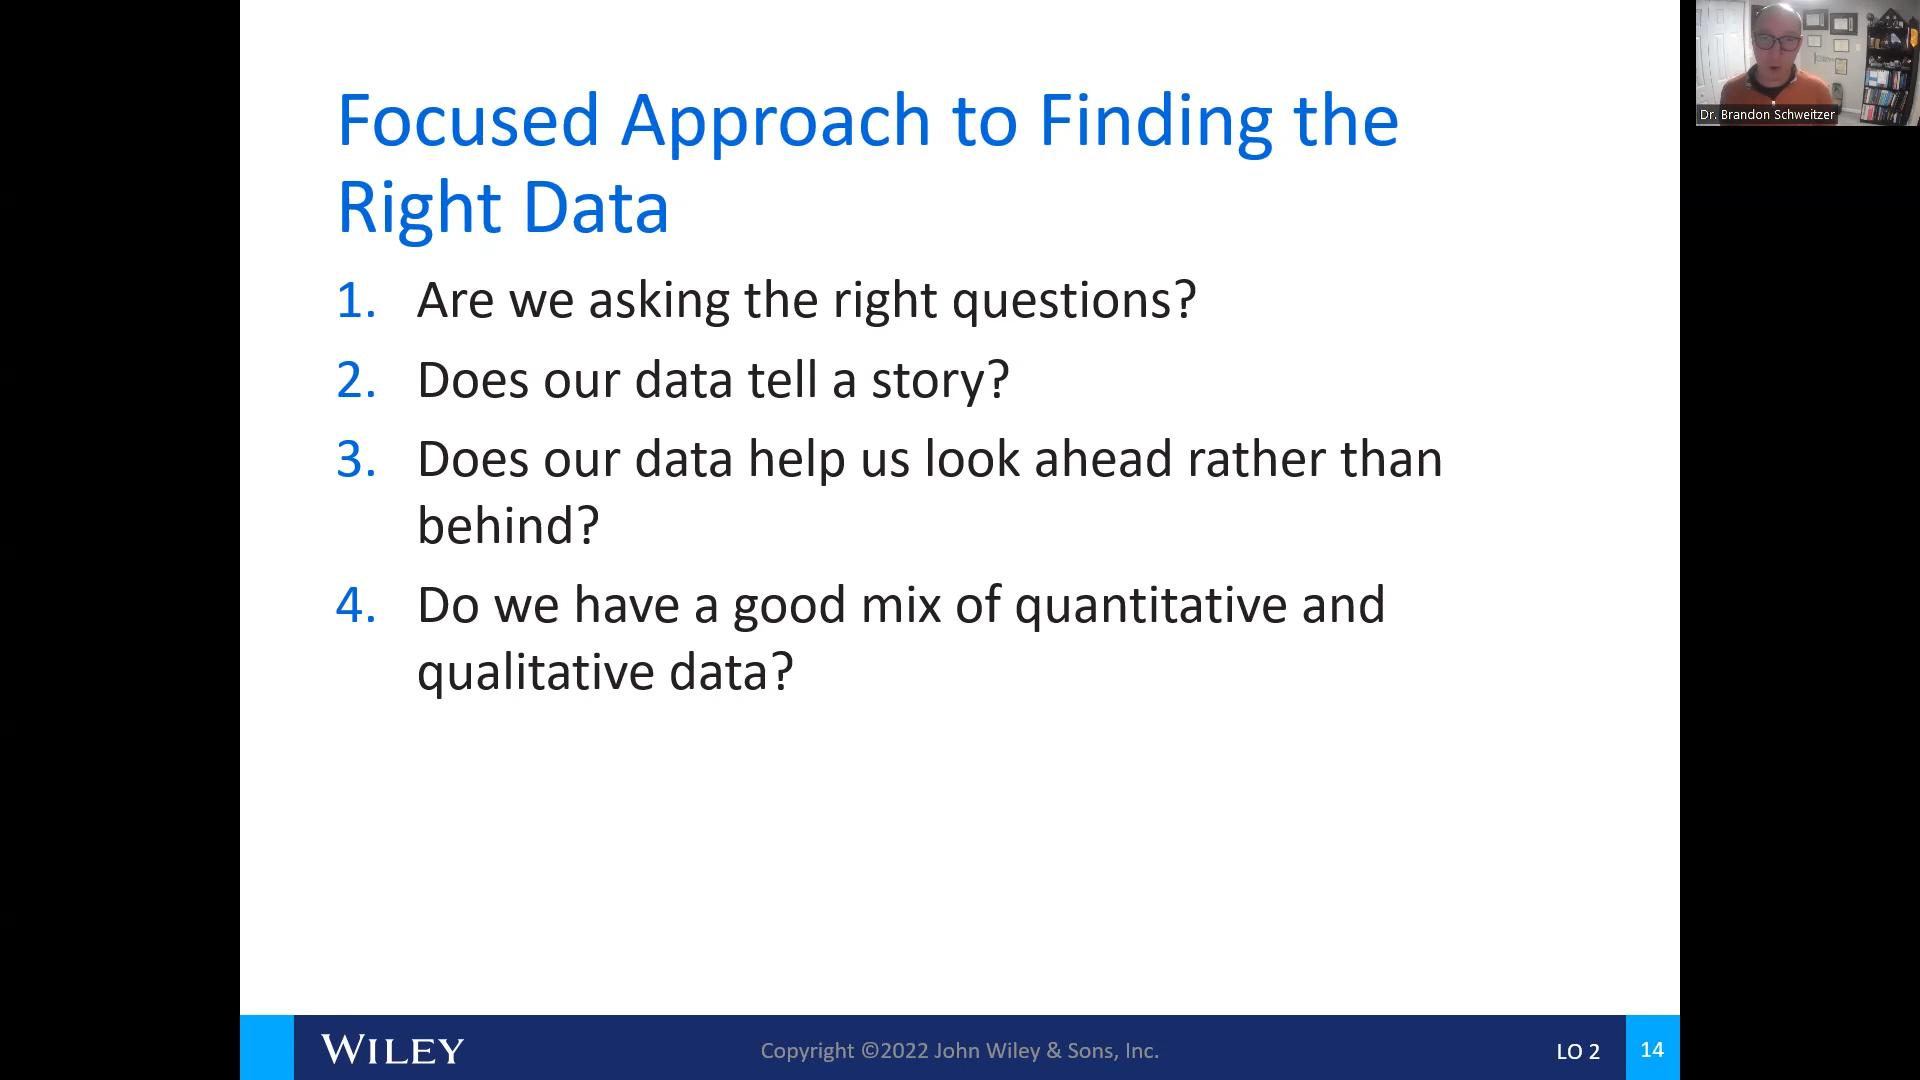 Focused Approach to Finding the
Right Data
1. Are we asking the right questions?
2. Does our data tell a story?
3. Does our data help us look ahead rather than
behind?
4. Do we have a good mix of quantitative and
qualitative data?
Dr. Brandon Schweitzer
WILEY
Copyright ©2022 John Wiley & Sons, Inc.
LO 2
14